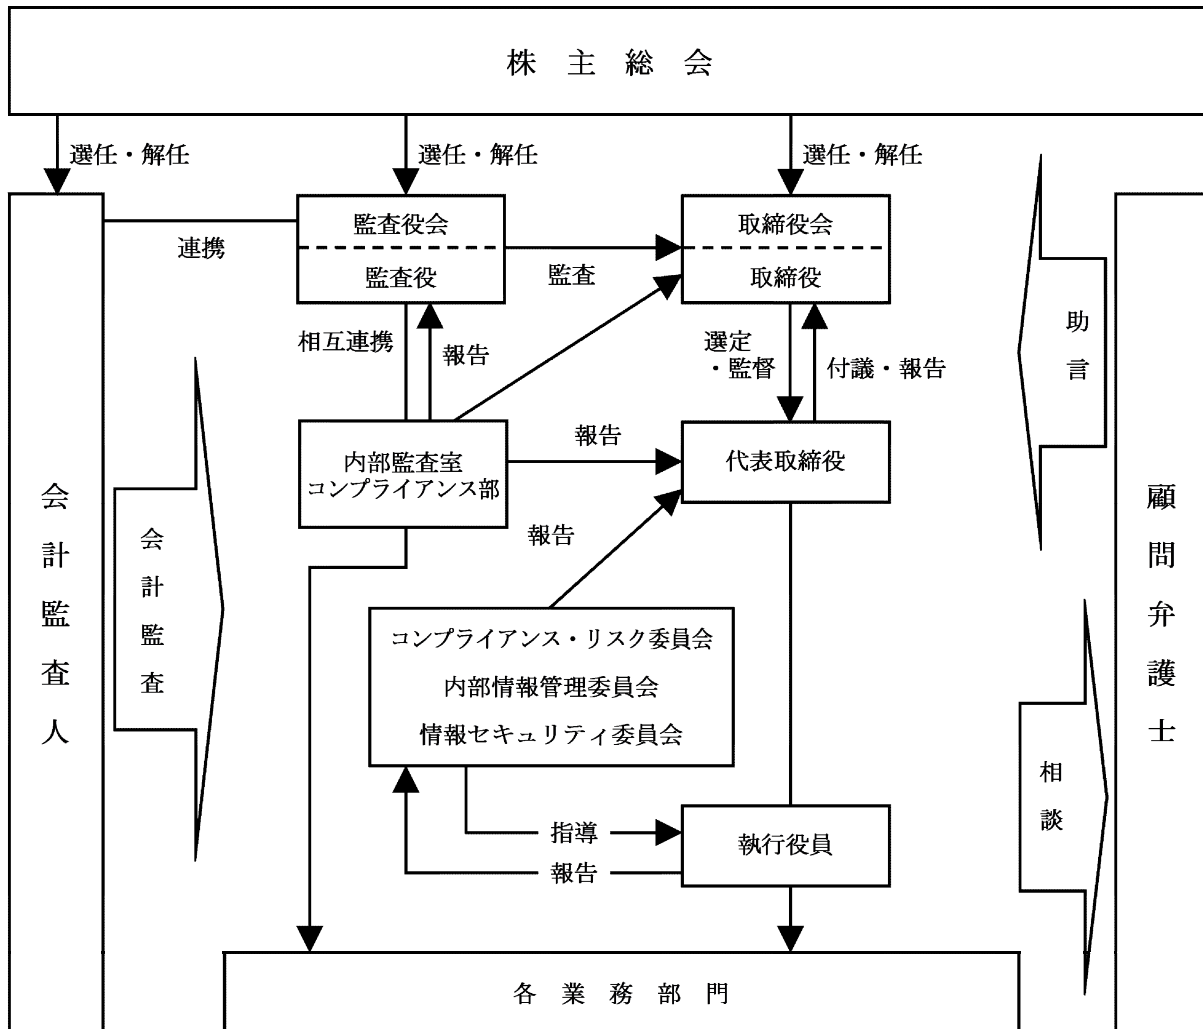 株主総会
選任・解任
選任・解任
選任・解任
監査役会
監査役
取締役会
取締役
連携
監査
相互連携
報告
選定
・監督
付議・報告
助言
内部監査室
コンプライアンス部
報告
代表取締役
報告
会計監査人
会計監査
顧問弁護士
コンプライアンス・リスク委員会
内部情報管理委員会
情報セキュリティ委員会
相談
指導
報告
執行役員
各業務部門